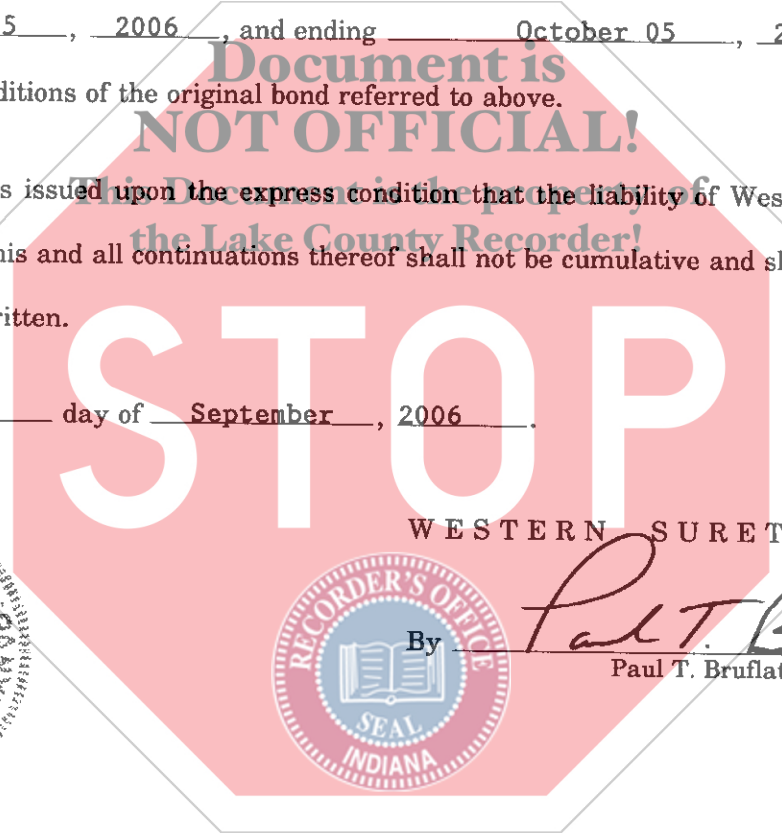 5, 2006, and ending October 05, 2
Document is
ditions of the original bond referred to above.
NOT OFFICIAL!
s issued upon the express condition that the liability of Wes
This Document is the property of
the Lake County Recorder!
his and all continuations thereof shall not be cumulative and sh
ritten.
STOP
day of September, 2006.
WESTERN SURET
RECORDER'S OFFICE
SEAL
INDIANA
By Paul T.
Paul T. Bruflat